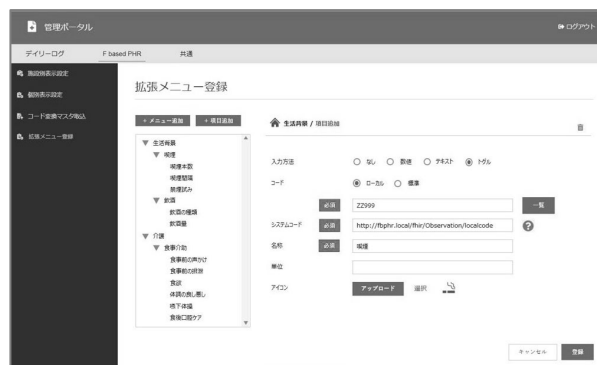 管理ポータル
ログアウト
デイリーログ F based PHR 共通
施設別表示設定
個別表示設定
コード変換マスタ取込
拡張メニュー登録
拡張メニュー登録
+ メニュー追加 + 項目追加
▼ 生活背景
▼ 喫煙
喫煙本数
喫煙間隔
禁煙試み
▼ 飲酒
飲酒の種類
飲酒量
▼ 介護
▼ 食事介助
食事前の声かけ
食事前の排泄
食欲
体調の良し悪し
嚥下体操
食後口腔ケア
生活背景 / 項目追加
入力方法 なし 数値 テキスト トグル
コード ローカル 標準
必須 ZZ999 一覧
システムコード 必須 http://fbphr.local/fhir/Observation/localcode ?
名称 必須 喫煙
単位
アイコン アップロード 選択
キャンセル 登録